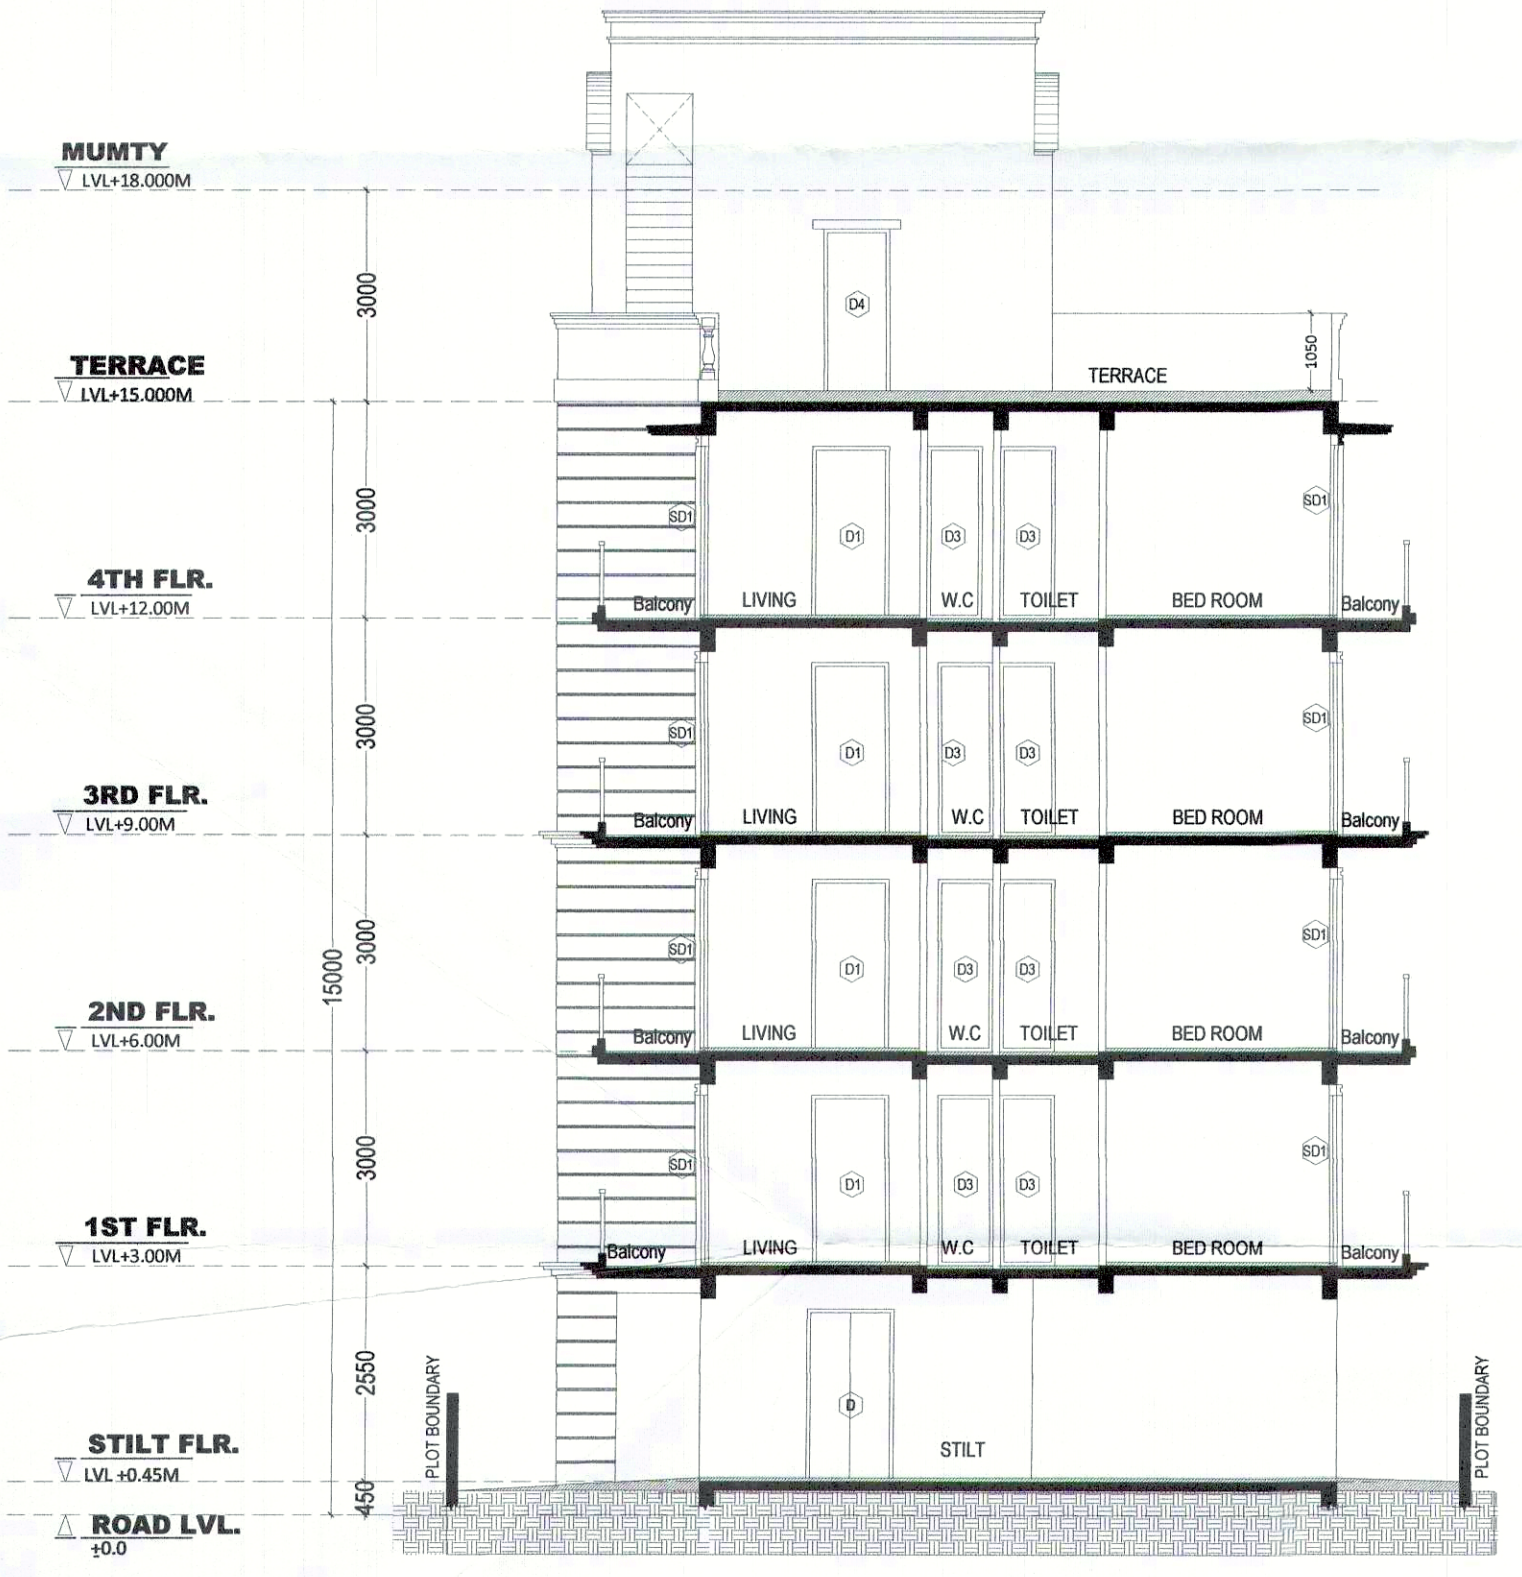 MUMTY
LVL+18.000M
3000
D4
TERRACE
LVL+15.000M
1050
TERRACE
3000
SD1
SD1
D1
D3
D3
4TH FLR.
LVL+12.00M
Balcony
LIVING
W.C
TOILET
BED ROOM
Balcony
3000
SD1
SD1
D1
D3
D3
3RD FLR.
LVL+9.00M
Balcony
LIVING
W.C
TOILET
BED ROOM
Balcony
15000
3000
SD1
SD1
D1
D3
D3
2ND FLR.
LVL+6.00M
Balcony
LIVING
W.C
TOILET
BED ROOM
Balcony
3000
SD1
SD1
D1
D3
D3
1ST FLR.
LVL+3.00M
Balcony
LIVING
W.C
TOILET
BED ROOM
Balcony
2550
PLOT BOUNDARY
D
PLOT BOUNDARY
STILT FLR.
LVL +0.45M
STILT
450
ROAD LVL.
±0.0